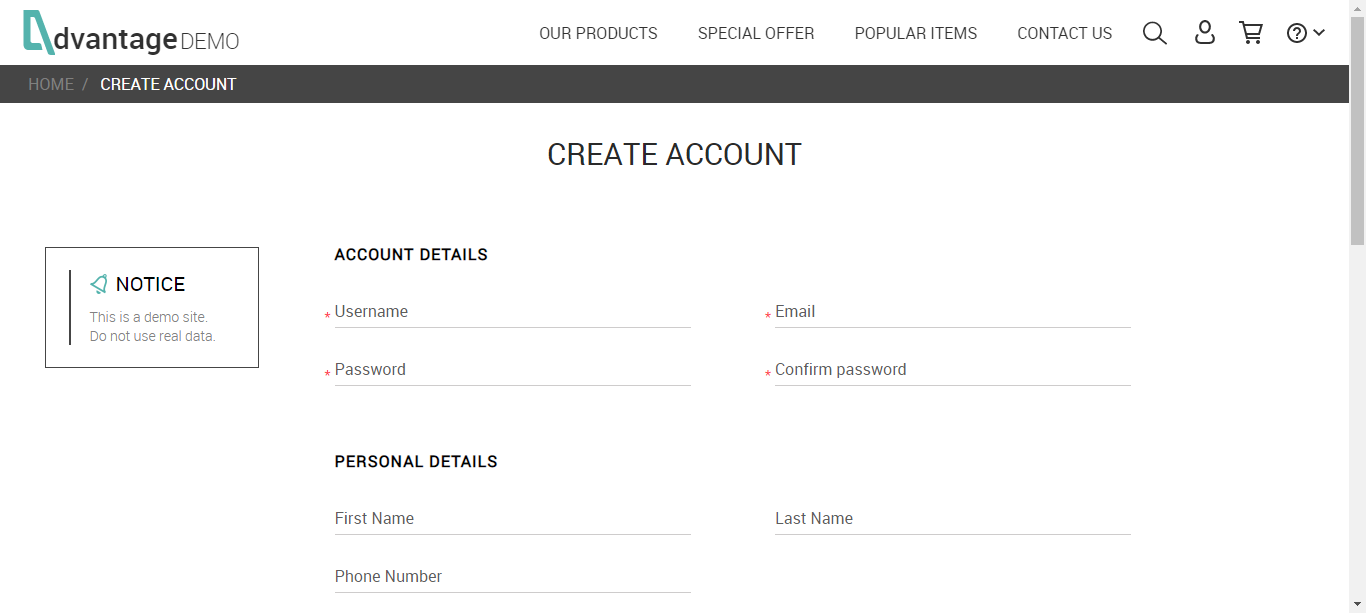 dvantage DEMO
OUR PRODUCTS SPECIAL OFFER POPULAR ITEMS CONTACT US
HOME / CREATE ACCOUNT
CREATE ACCOUNT
NOTICE
This is a demo site.
Do not use real data.
ACCOUNT DETAILS
* Username
* Email
* Password
* Confirm password
PERSONAL DETAILS
First Name
Last Name
Phone Number